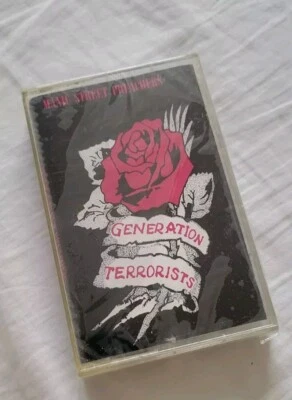 MANIC STREET PREACHERS
GENERATION
TERRORISTS